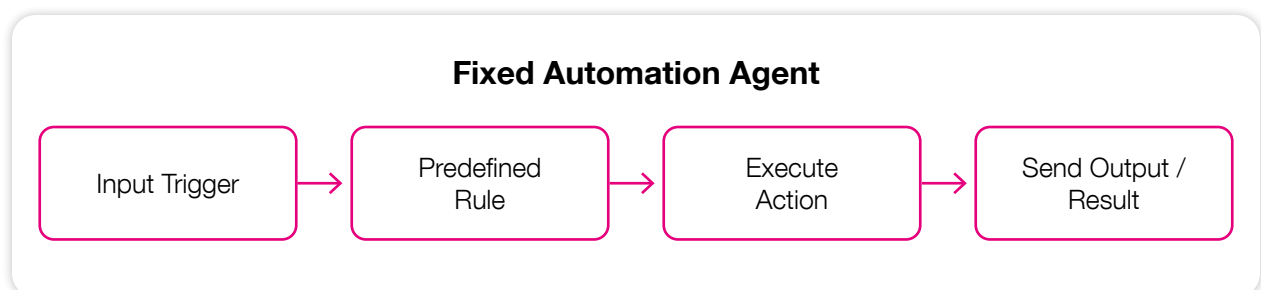 Fixed Automation Agent
Input Trigger
Predefined
Rule
Execute
Action
Send Output /
Result